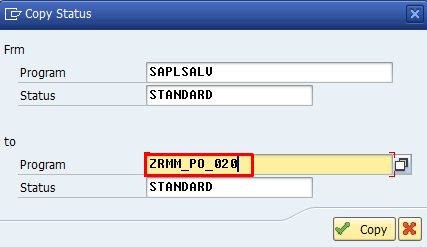 Copy Status
Frm
Program SAPLSALV
Status STANDARD
to
Program ZRMM_PO_020
Status STANDARD
Copy